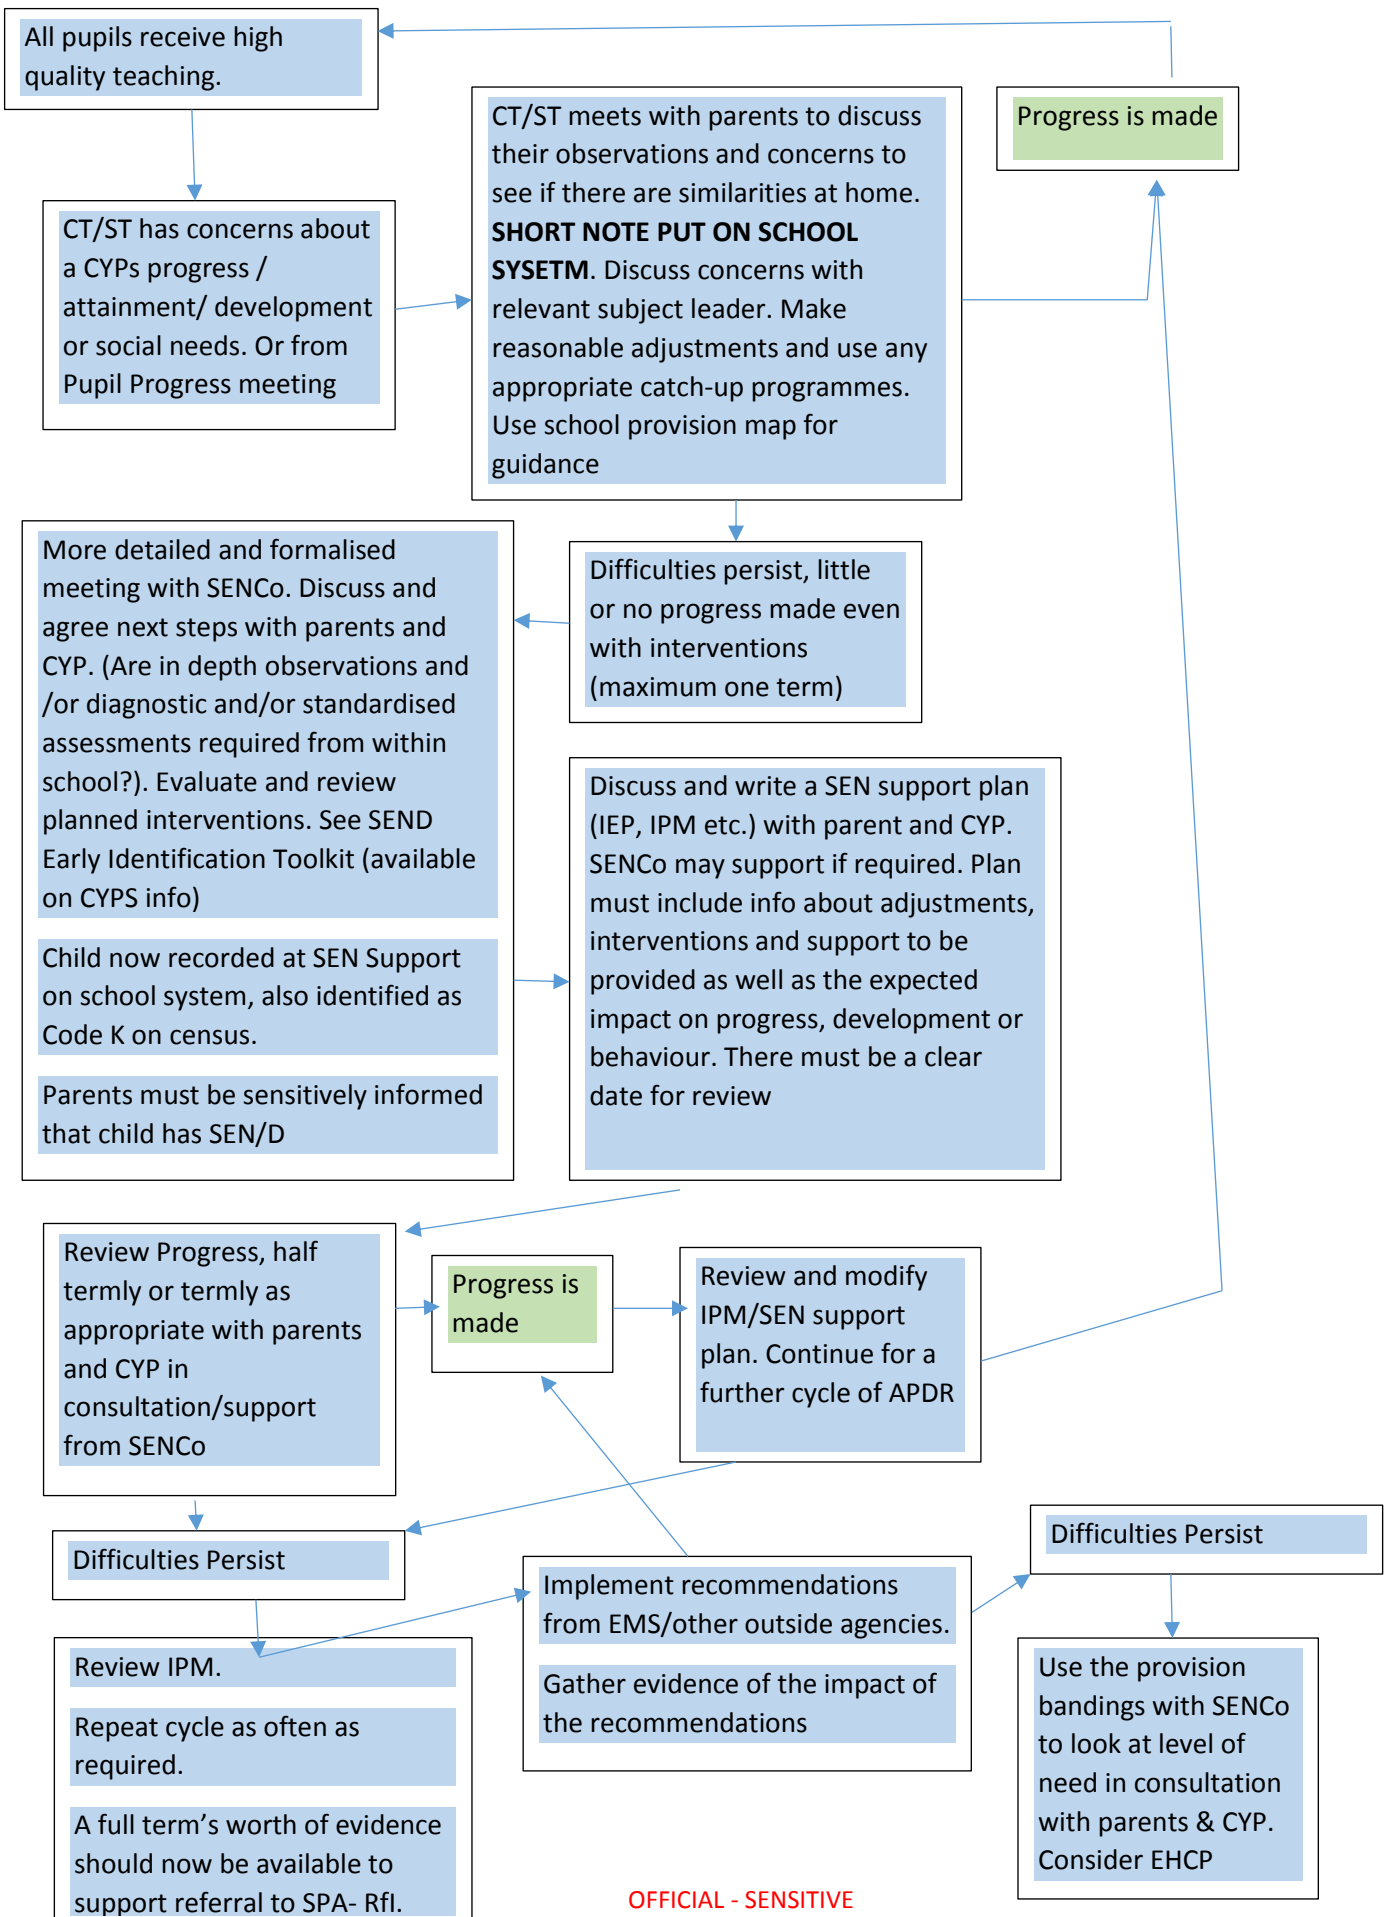 All pupils receive high
quality teaching.
Progress is made
CT/ST meets with parents to discuss
their observations and concerns to
see if there are similarities at home.
SHORT NOTE PUT ON SCHOOL
SYSETM. Discuss concerns with
relevant subject leader. Make
reasonable adjustments and use any
appropriate catch-up programmes.
Use school provision map for
guidance
CT/ST has concerns about
a CYPs progress /
attainment/ development
or social needs. Or from
Pupil Progress meeting
Difficulties persist, little
or no progress made even
with interventions
(maximum one term)
More detailed and formalised
meeting with SENCo. Discuss and
agree next steps with parents and
CYP. (Are in depth observations and
/or diagnostic and/or standardised
assessments required from within
school?). Evaluate and review
planned interventions. See SEND
Early Identification Toolkit (available
on CYPS info)
Child now recorded at SEN Support
on school system, also identified as
Code K on census.
Parents must be sensitively informed
that child has SEN/D
Discuss and write a SEN support plan
(IEP, IPM etc.) with parent and CYP.
SENCo may support if required. Plan
must include info about adjustments,
interventions and support to be
provided as well as the expected
impact on progress, development or
behaviour. There must be a clear
date for review
Review Progress, half
termly or termly as
appropriate with parents
and CYP in
consultation/support
from SENCo
Progress is
made
Review and modify
IPM/SEN support
plan. Continue for a
further cycle of APDR
Difficulties Persist
Implement recommendations
from EMS/other outside agencies.
Gather evidence of the impact of
the recommendations
Difficulties Persist
Review IPM.
Repeat cycle as often as
required.
A full term’s worth of evidence
should now be available to
support referral to SPA- RfI.
Use the provision
bandings with SENCo
to look at level of
need in consultation
with parents & CYP.
Consider EHCP
OFFICIAL - SENSITIVE